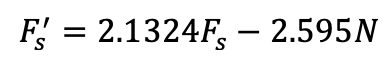 F′ₛ = 2.1324Fₛ − 2.595N